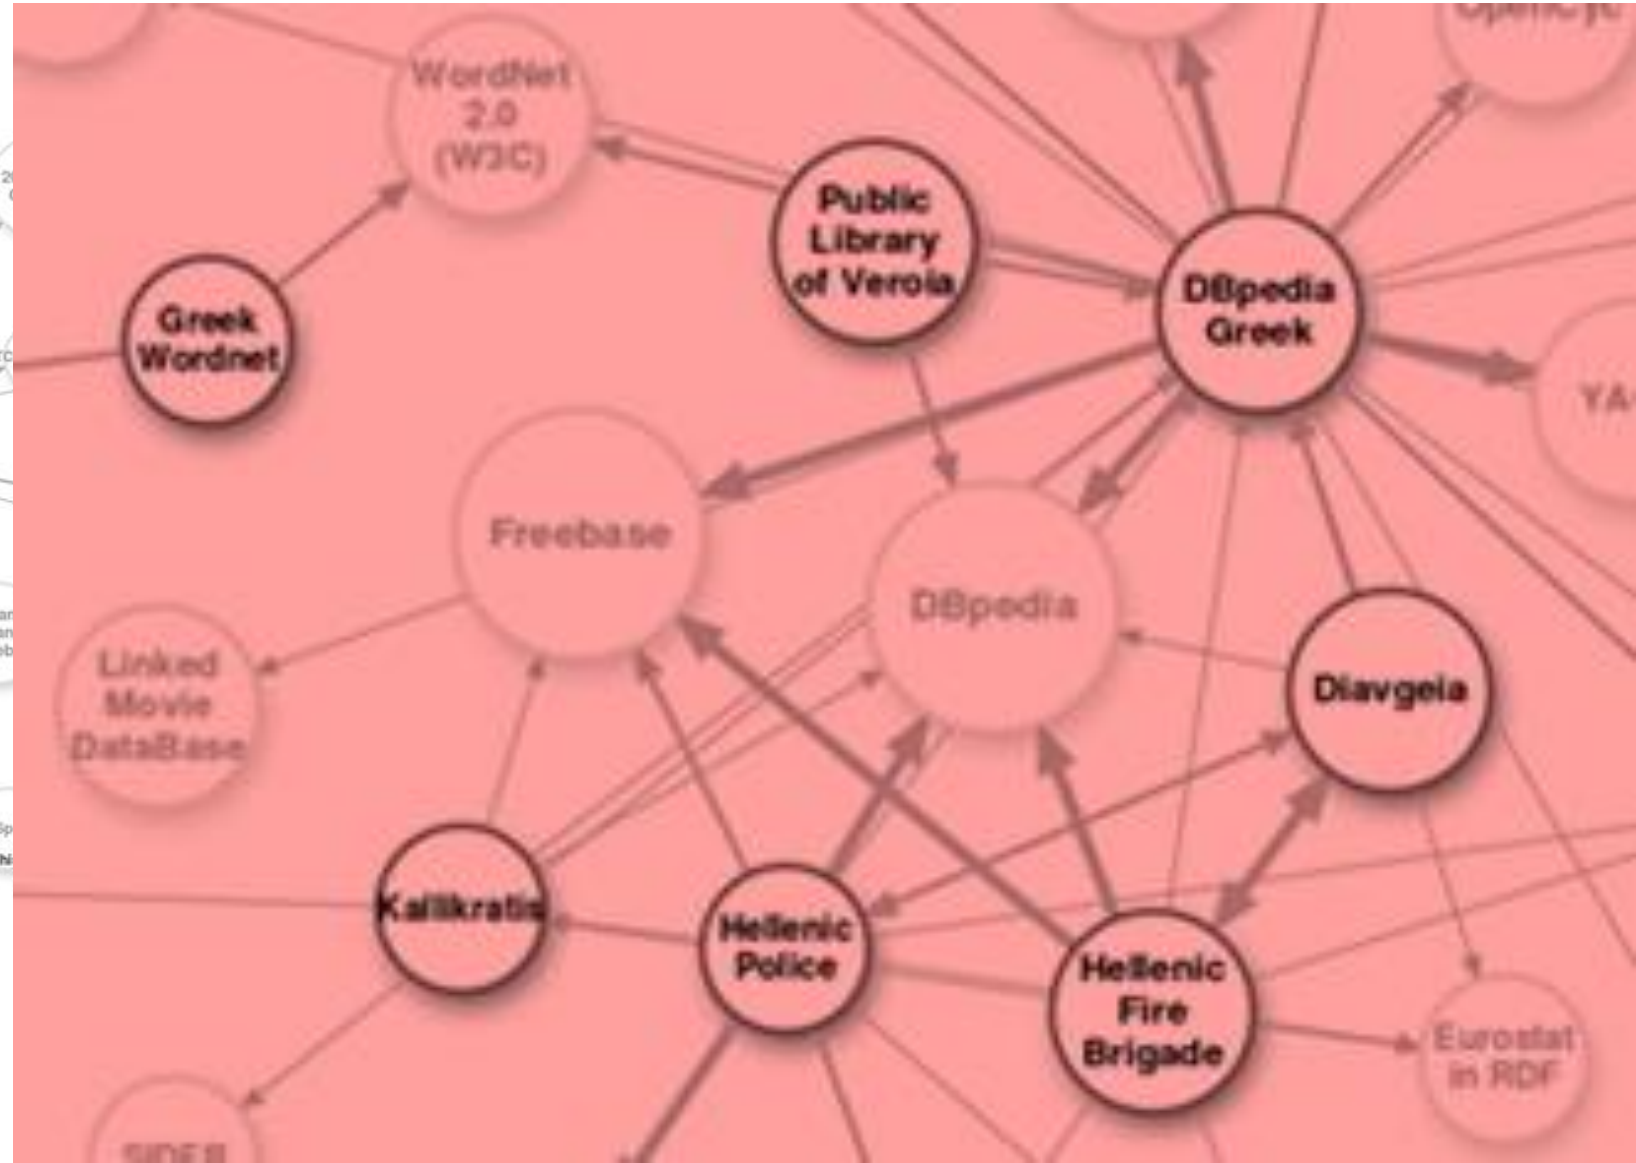 OpenCyc
WordNet
2.0
(W3C)
Public
Library
of Veroia
DBpedia
Greek
Greek
Wordnet
Freebase
DBpedia
Linked
Movie
DataBase
Diavgeia
Kallikratis
Hellenic
Police
Hellenic
Fire
Brigade
Eurostat
in RDF